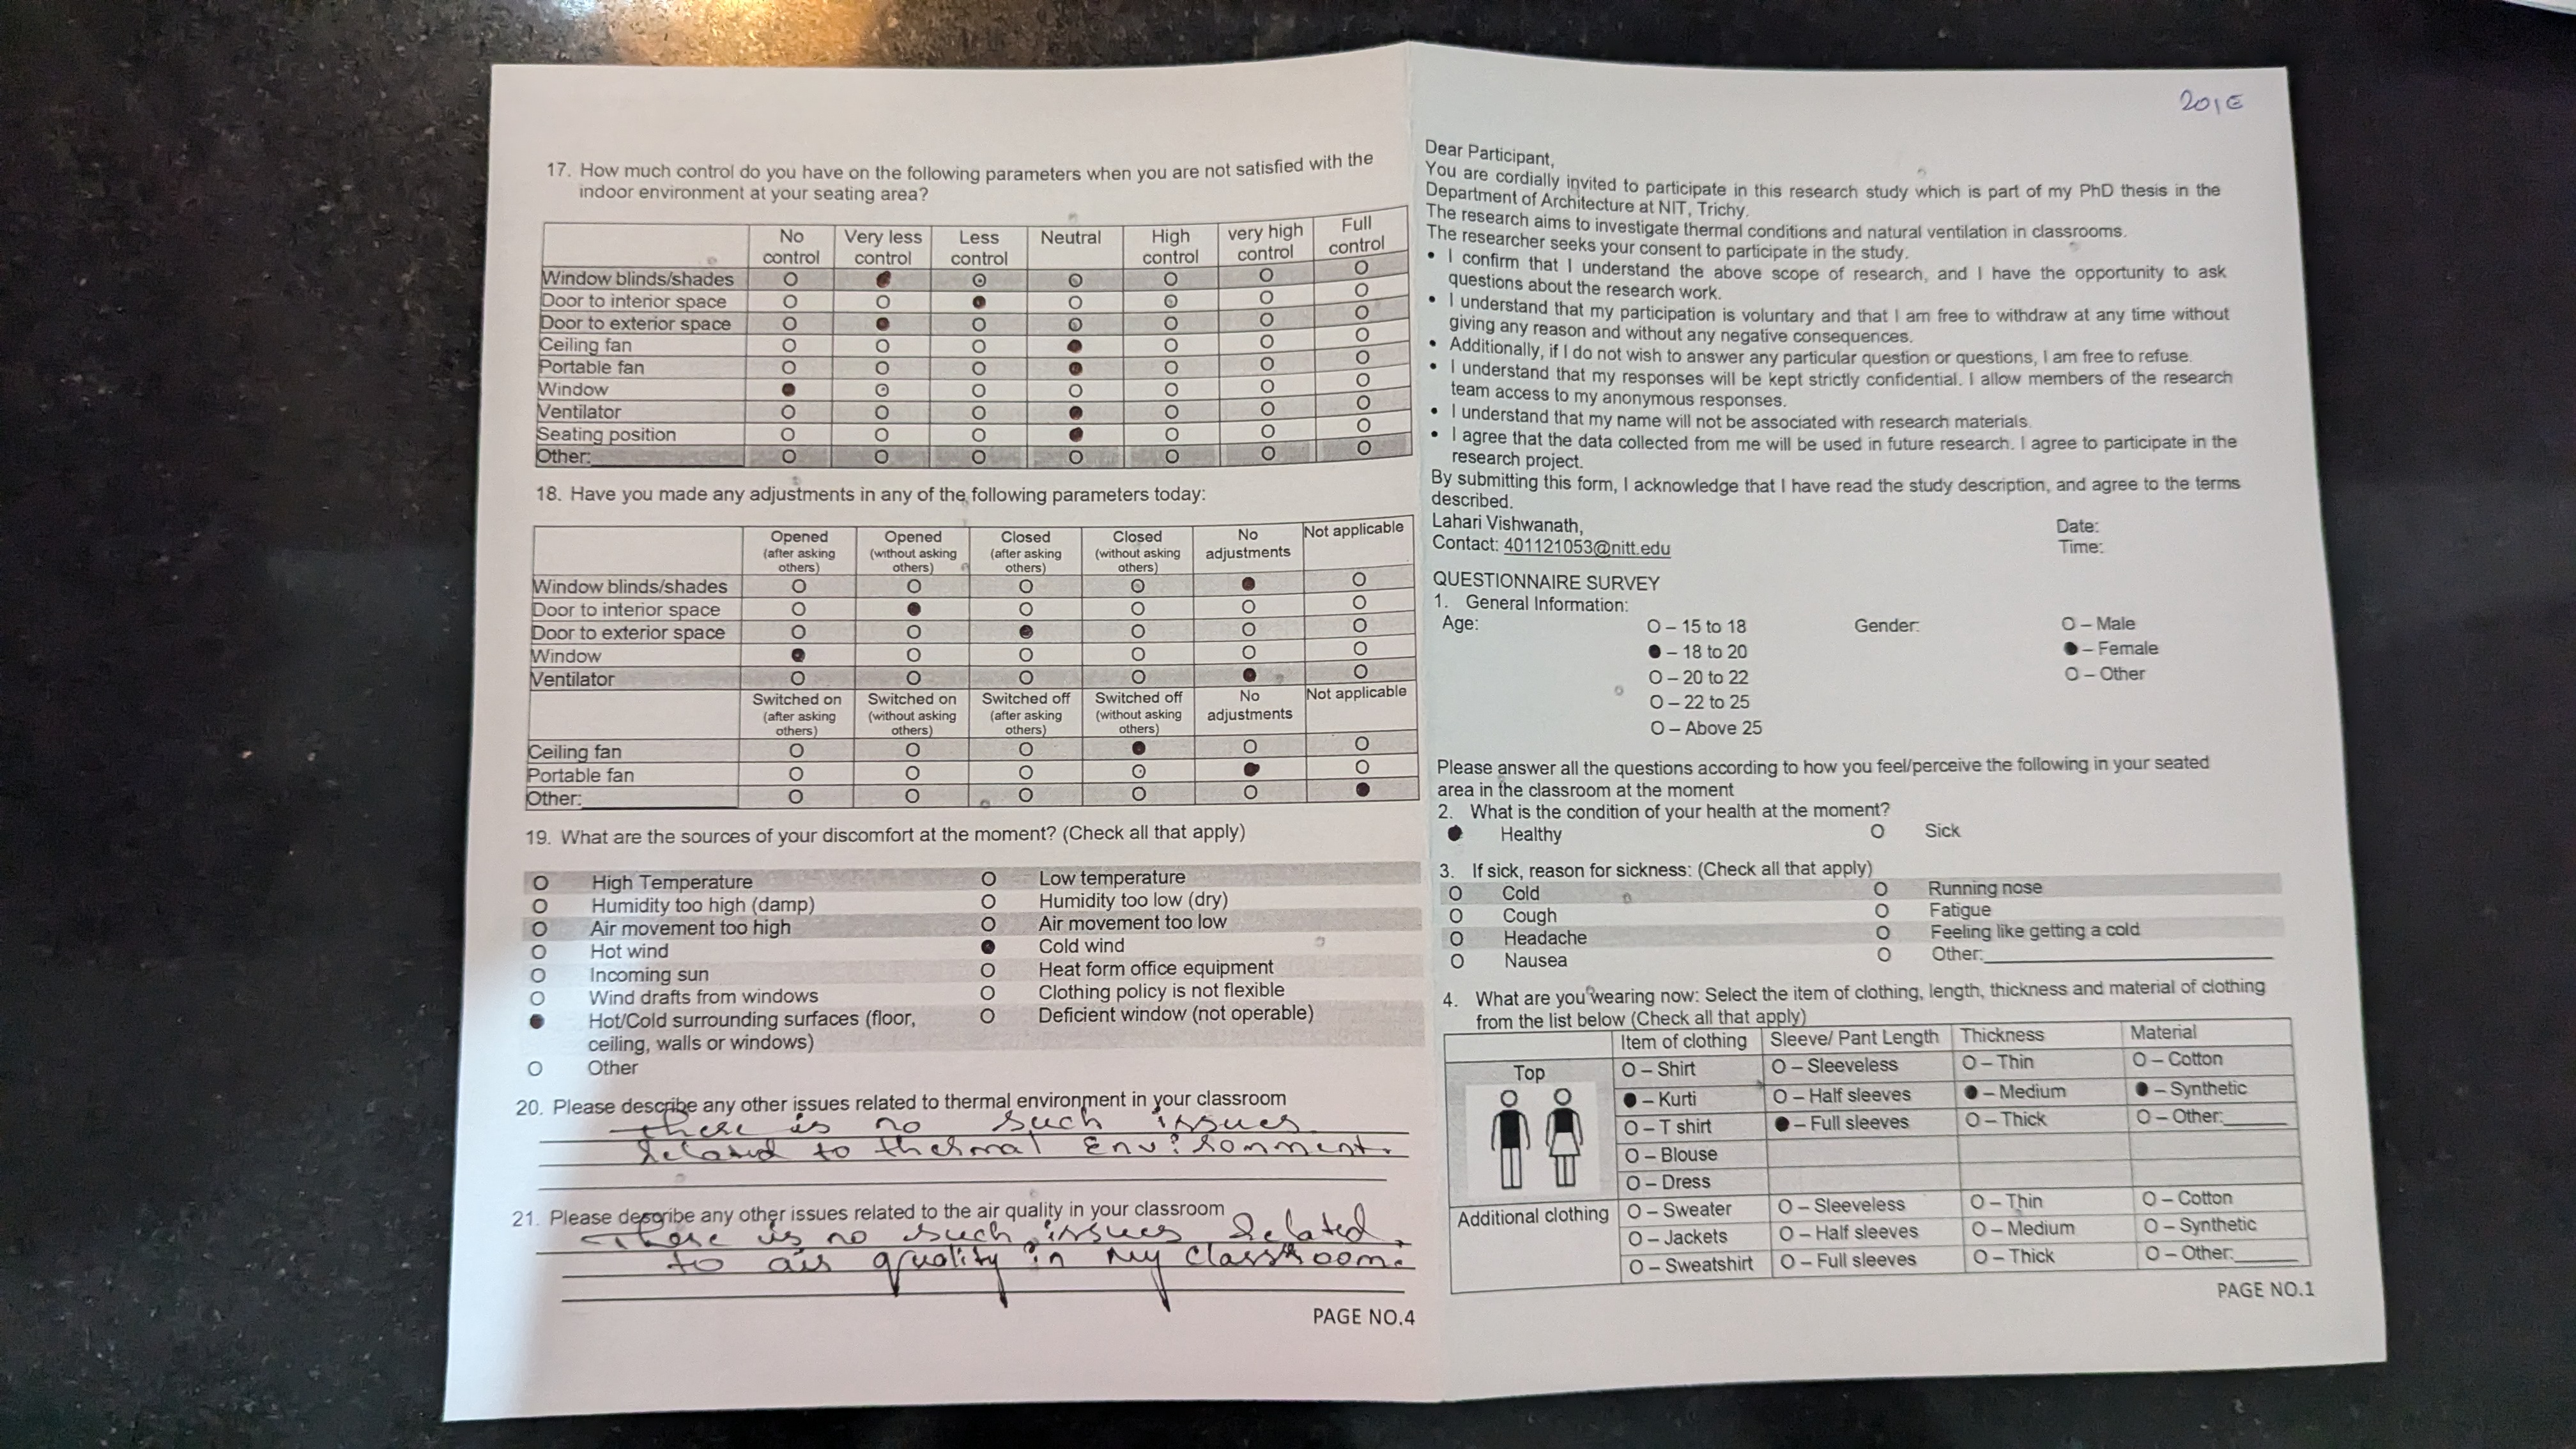 17. How much control do you have on the following parameters when you are not satisfied with the
indoor environment at your seating area?
No control Very less control Less control Neutral High control very high control Full control
Window blinds/shades O ● O O O O O
Door to interior space O O ● O O O O
Door to exterior space O ● O O O O O
Ceiling fan O O O ● O O O
Portable fan O O O ● O O O
Window ● O O O O O O
Ventilator O O O ● O O O
Seating position O O O ● O O O
Other: O O O O O O O
18. Have you made any adjustments in any of the following parameters today:
Opened (after asking others) Opened (without asking others) Closed (after asking others) Closed (without asking others) No adjustments Not applicable
Window blinds/shades O O O O ● O
Door to interior space O ● O O O O
Door to exterior space O O ● O O O
Window ● O O O O O
Ventilator O O O O ● O
Switched on (after asking others) Switched on (without asking others) Switched off (after asking others) Switched off (without asking others) No adjustments Not applicable
Ceiling fan O O O ● O O
Portable fan O O O O ● O
Other: O O O O O ●
19. What are the sources of your discomfort at the moment? (Check all that apply)
O High Temperature O Low temperature
O Humidity too high (damp) O Humidity too low (dry)
O Air movement too high O Air movement too low
O Hot wind ● Cold wind
O Incoming sun O Heat form office equipment
O Wind drafts from windows O Clothing policy is not flexible
● Hot/Cold surrounding surfaces (floor, O Deficient window (not operable)
ceiling, walls or windows)
O Other
20. Please describe any other issues related to thermal environment in your classroom
There is no such issues
related to thermal Environment.
21. Please describe any other issues related to the air quality in your classroom
There is no such issues related
to air quality in my classroom.
PAGE NO.4
201E
Dear Participant,
You are cordially invited to participate in this research study which is part of my PhD thesis in the
Department of Architecture at NIT, Trichy.
The research aims to investigate thermal conditions and natural ventilation in classrooms.
The researcher seeks your consent to participate in the study.
• I confirm that I understand the above scope of research, and I have the opportunity to ask
questions about the research work.
• I understand that my participation is voluntary and that I am free to withdraw at any time without
giving any reason and without any negative consequences.
• Additionally, if I do not wish to answer any particular question or questions, I am free to refuse.
• I understand that my responses will be kept strictly confidential. I allow members of the research
team access to my anonymous responses.
• I understand that my name will not be associated with research materials.
• I agree that the data collected from me will be used in future research. I agree to participate in the
research project.
By submitting this form, I acknowledge that I have read the study description, and agree to the terms
described.
Lahari Vishwanath, Date:
Contact: 401121053@nitt.edu Time:
QUESTIONNAIRE SURVEY
1. General Information:
Age: O – 15 to 18 Gender: O – Male
● – 18 to 20 ● – Female
O – 20 to 22 O – Other
O – 22 to 25
O – Above 25
Please answer all the questions according to how you feel/perceive the following in your seated
area in the classroom at the moment
2. What is the condition of your health at the moment?
● Healthy O Sick
3. If sick, reason for sickness: (Check all that apply)
O Cold O Running nose
O Cough O Fatigue
O Headache O Feeling like getting a cold
O Nausea O Other:
4. What are you wearing now: Select the item of clothing, length, thickness and material of clothing
from the list below (Check all that apply)
Item of clothing Sleeve/ Pant Length Thickness Material
Top O – Shirt O – Sleeveless O – Thin O – Cotton
● – Kurti O – Half sleeves ● – Medium ● – Synthetic
O – T shirt ● – Full sleeves O – Thick O – Other:
O – Blouse
O – Dress
Additional clothing O – Sweater O – Sleeveless O – Thin O – Cotton
O – Jackets O – Half sleeves O – Medium O – Synthetic
O – Sweatshirt O – Full sleeves O – Thick O – Other:
PAGE NO.1